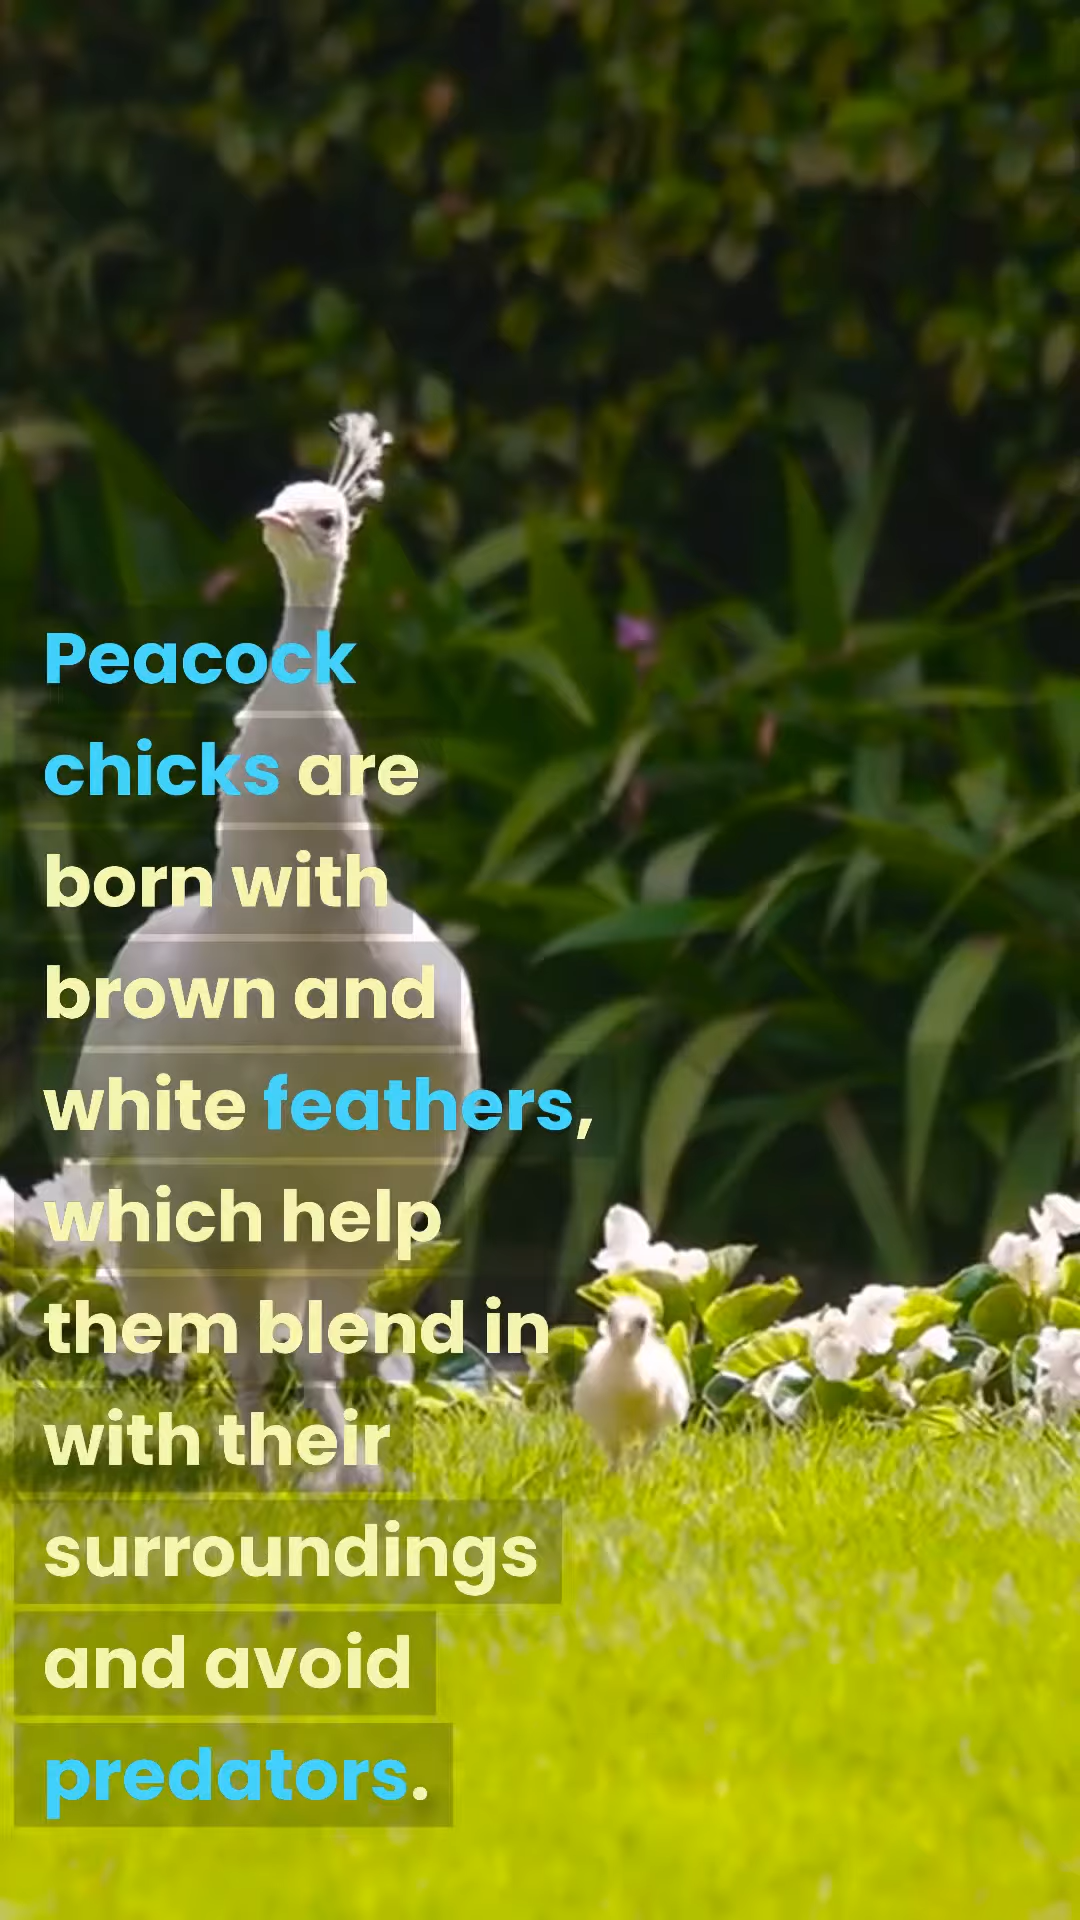 Peacock
chicks are
born with
brown and
white feathers,
which help
them blend in
with their
surroundings
and avoid
predators.